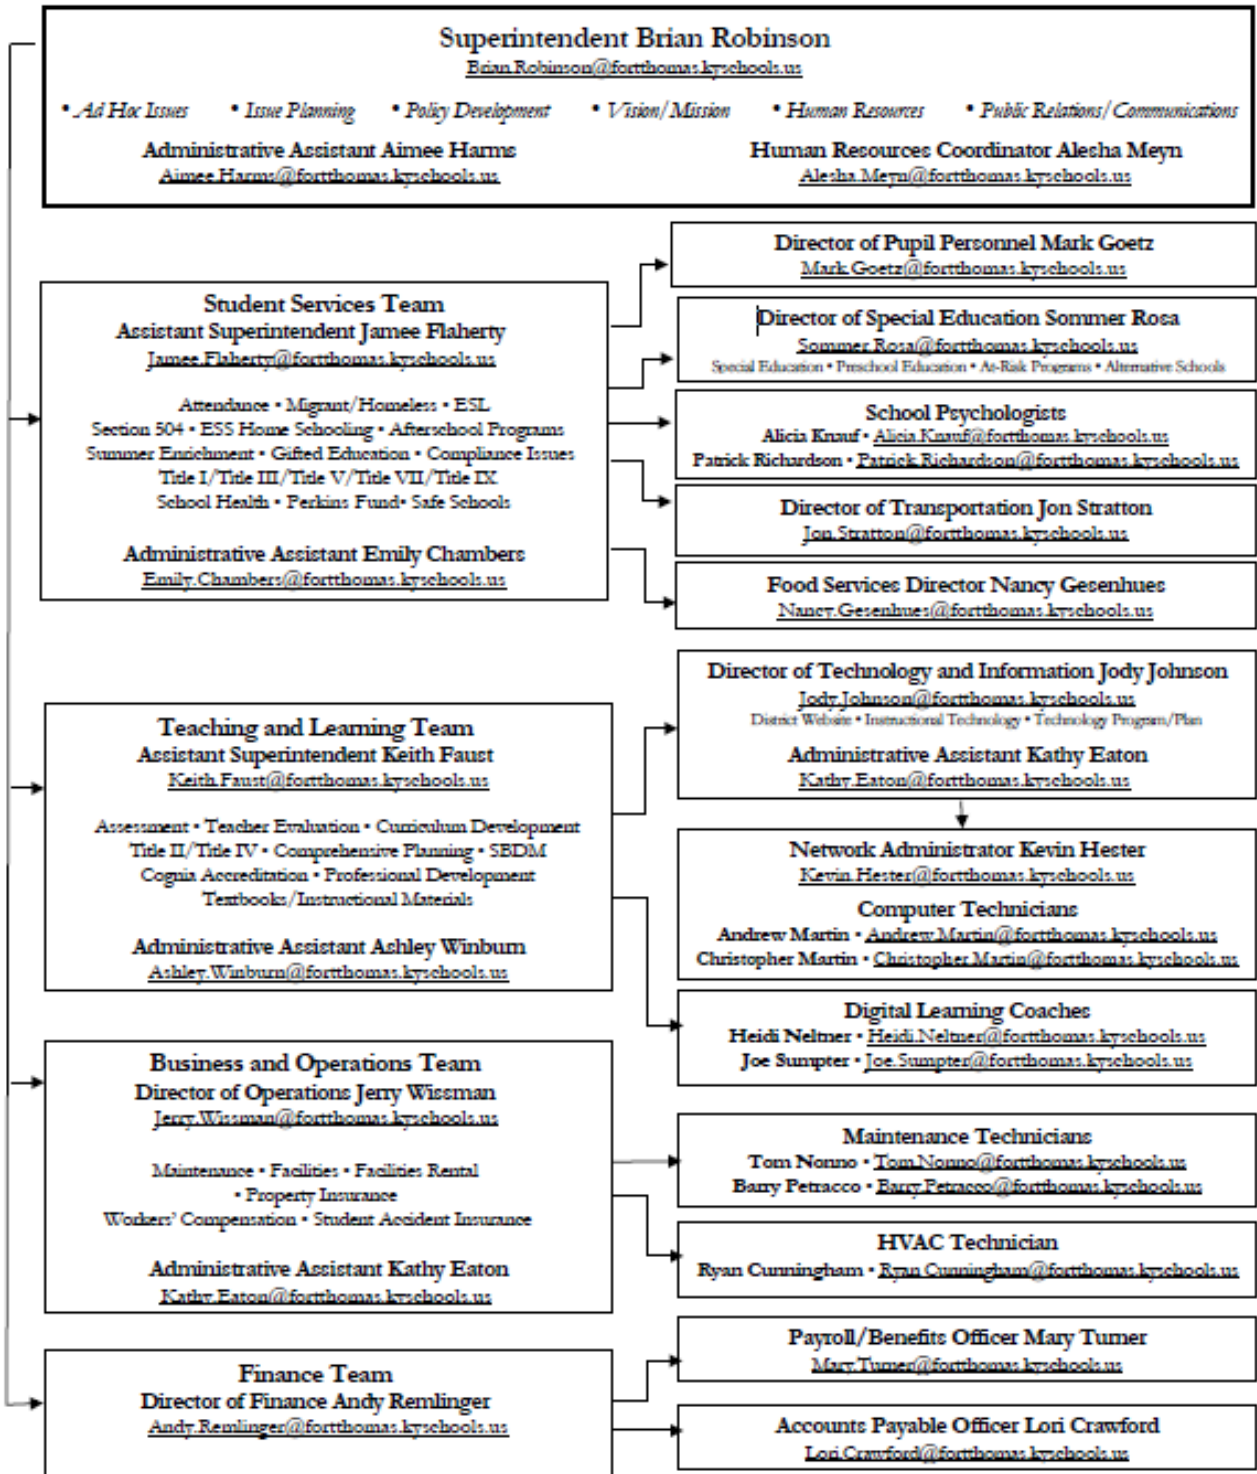 Superintendent Brian Robinson
Brian.Robinson@fortthomas.kyschools.us
• Ad Hoc Issues • Issue Planning • Policy Development • Vision/Mission • Human Resources • Public Relations/Communications
Administrative Assistant Aimee Harms
Aimee.Harms@fortthomas.kyschools.us
Human Resources Coordinator Alesha Meyn
Alesha.Meyn@fortthomas.kyschools.us
Student Services Team
Assistant Superintendent Jamee Flaherty
Jamee.Flaherty@fortthomas.kyschools.us
Attendance • Migrant/Homeless • ESL
Section 504 • ESS Home Schooling • Afterschool Programs
Summer Enrichment • Gifted Education • Compliance Issues
Title I/Title III/Title V/Title VII/Title IX
School Health • Perkins Fund• Safe Schools
Administrative Assistant Emily Chambers
Emily.Chambers@fortthomas.kyschools.us
Director of Pupil Personnel Mark Goetz
Mark.Goetz@fortthomas.kyschools.us
Director of Special Education Sommer Rosa
Sommer.Rosa@fortthomas.kyschools.us
Special Education • Preschool Education • At-Risk Programs • Alternative Schools
School Psychologists
Alicia Knauf • Alicia.Knauf@fortthomas.kyschools.us
Patrick Richardson • Patrick.Richardson@fortthomas.kyschools.us
Director of Transportation Jon Stratton
Jon.Stratton@fortthomas.kyschools.us
Food Services Director Nancy Gesenhues
Nancy.Gesenhues@fortthomas.kyschools.us
Teaching and Learning Team
Assistant Superintendent Keith Faust
Keith.Faust@fortthomas.kyschools.us
Assessment • Teacher Evaluation • Curriculum Development
Title II/Title IV • Comprehensive Planning • SBDM
Cognia Accreditation • Professional Development
Textbooks/Instructional Materials
Administrative Assistant Ashley Winburn
Ashley.Winburn@fortthomas.kyschools.us
Director of Technology and Information Jody Johnson
Jody.Johnson@fortthomas.kyschools.us
District Website • Instructional Technology • Technology Program/Plan
Administrative Assistant Kathy Eaton
Kathy.Eaton@fortthomas.kyschools.us
Network Administrator Kevin Hester
Kevin.Hester@fortthomas.kyschools.us
Computer Technicians
Andrew Martin • Andrew.Martin@fortthomas.kyschools.us
Christopher Martin • Christopher.Martin@fortthomas.kyschools.us
Digital Learning Coaches
Heidi Neltner • Heidi.Neltner@fortthomas.kyschools.us
Joe Sumpter • Joe.Sumpter@fortthomas.kyschools.us
Business and Operations Team
Director of Operations Jerry Wissman
Jerry.Wissman@fortthomas.kyschools.us
Maintenance • Facilities • Facilities Rental
• Property Insurance
Workers' Compensation • Student Accident Insurance
Administrative Assistant Kathy Eaton
Kathy.Eaton@fortthomas.kyschools.us
Maintenance Technicians
Tom Nonno • Tom.Nonno@fortthomas.kyschools.us
Barry Petracco • Barry.Petracco@fortthomas.kyschools.us
HVAC Technician
Ryan Cunningham • Ryan.Cunningham@fortthomas.kyschools.us
Finance Team
Director of Finance Andy Remlinger
Andy.Remlinger@fortthomas.kyschools.us
Payroll/Benefits Officer Mary Turner
Mary.Turner@fortthomas.kyschools.us
Accounts Payable Officer Lori Crawford
Lori.Crawford@fortthomas.kyschools.us